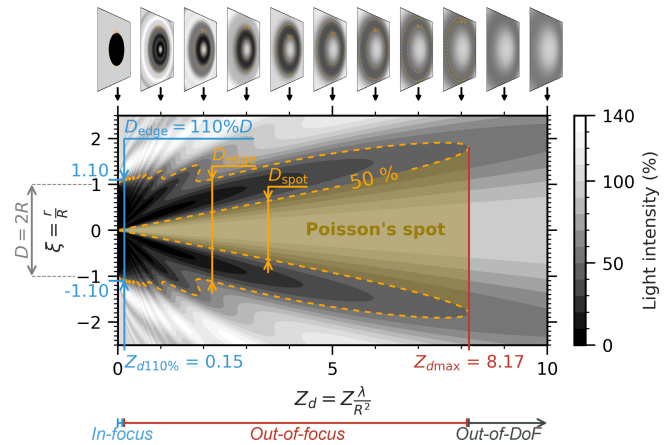 D_edge = 110%D
D_edge
D_spot
50 %
Poisson's spot
2
1.10
1
0
−1
-1.10
−2
D = 2R
ξ = r/R
Z_d110% = 0.15
Z_dmax = 8.17
0
5
10
Z_d = Z λ/R²
In-focus
Out-of-focus
Out-of-DoF
140
100
50
30
0
Light intensity (%)